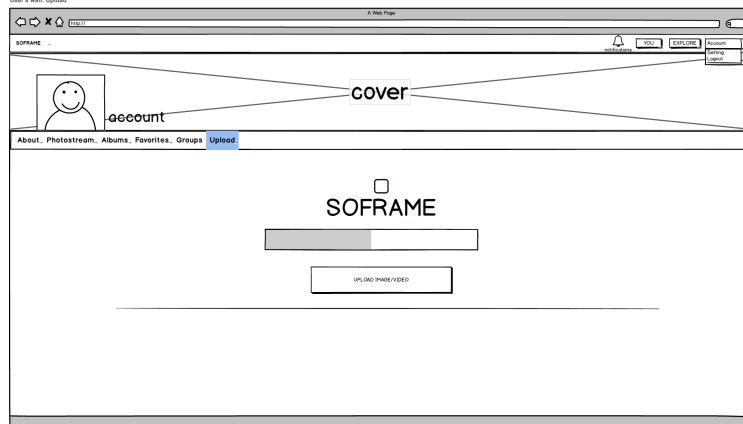 User's wall: Upload
A Web Page
http://
SOFRAME ...
notifications
YOU
EXPLORE
Account
Setting
Logout
cover
account
About.. Photostream.. Albums.. Favorites.. Groups Upload
SOFRAME
UPLOAD IMAGE/VIDEO